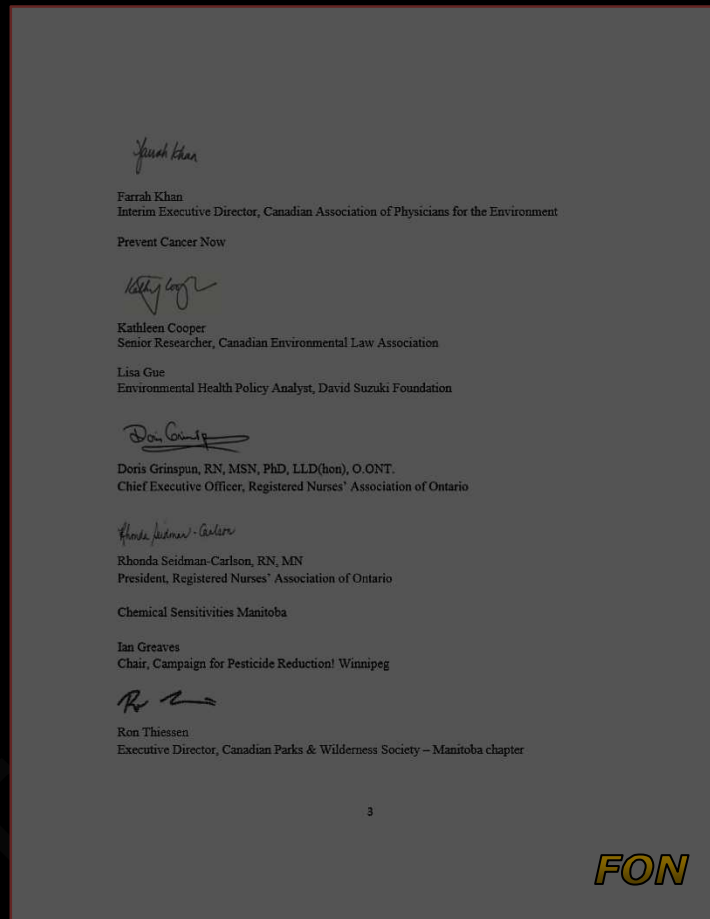 Farrah Khan
Farrah Khan
Interim Executive Director, Canadian Association of Physicians for the Environment
Prevent Cancer Now
Kathleen Cooper
Senior Researcher, Canadian Environmental Law Association
Lisa Gue
Environmental Health Policy Analyst, David Suzuki Foundation
Doris Grinspun, RN, MSN, PhD, LLD(hon), O.ONT.
Chief Executive Officer, Registered Nurses' Association of Ontario
Rhonda Seidman-Carlson
Rhonda Seidman-Carlson, RN, MN
President, Registered Nurses' Association of Ontario
Chemical Sensitivities Manitoba
Ian Greaves
Chair, Campaign for Pesticide Reduction! Winnipeg
Ron Thiessen
Executive Director, Canadian Parks & Wilderness Society – Manitoba chapter
3
FON